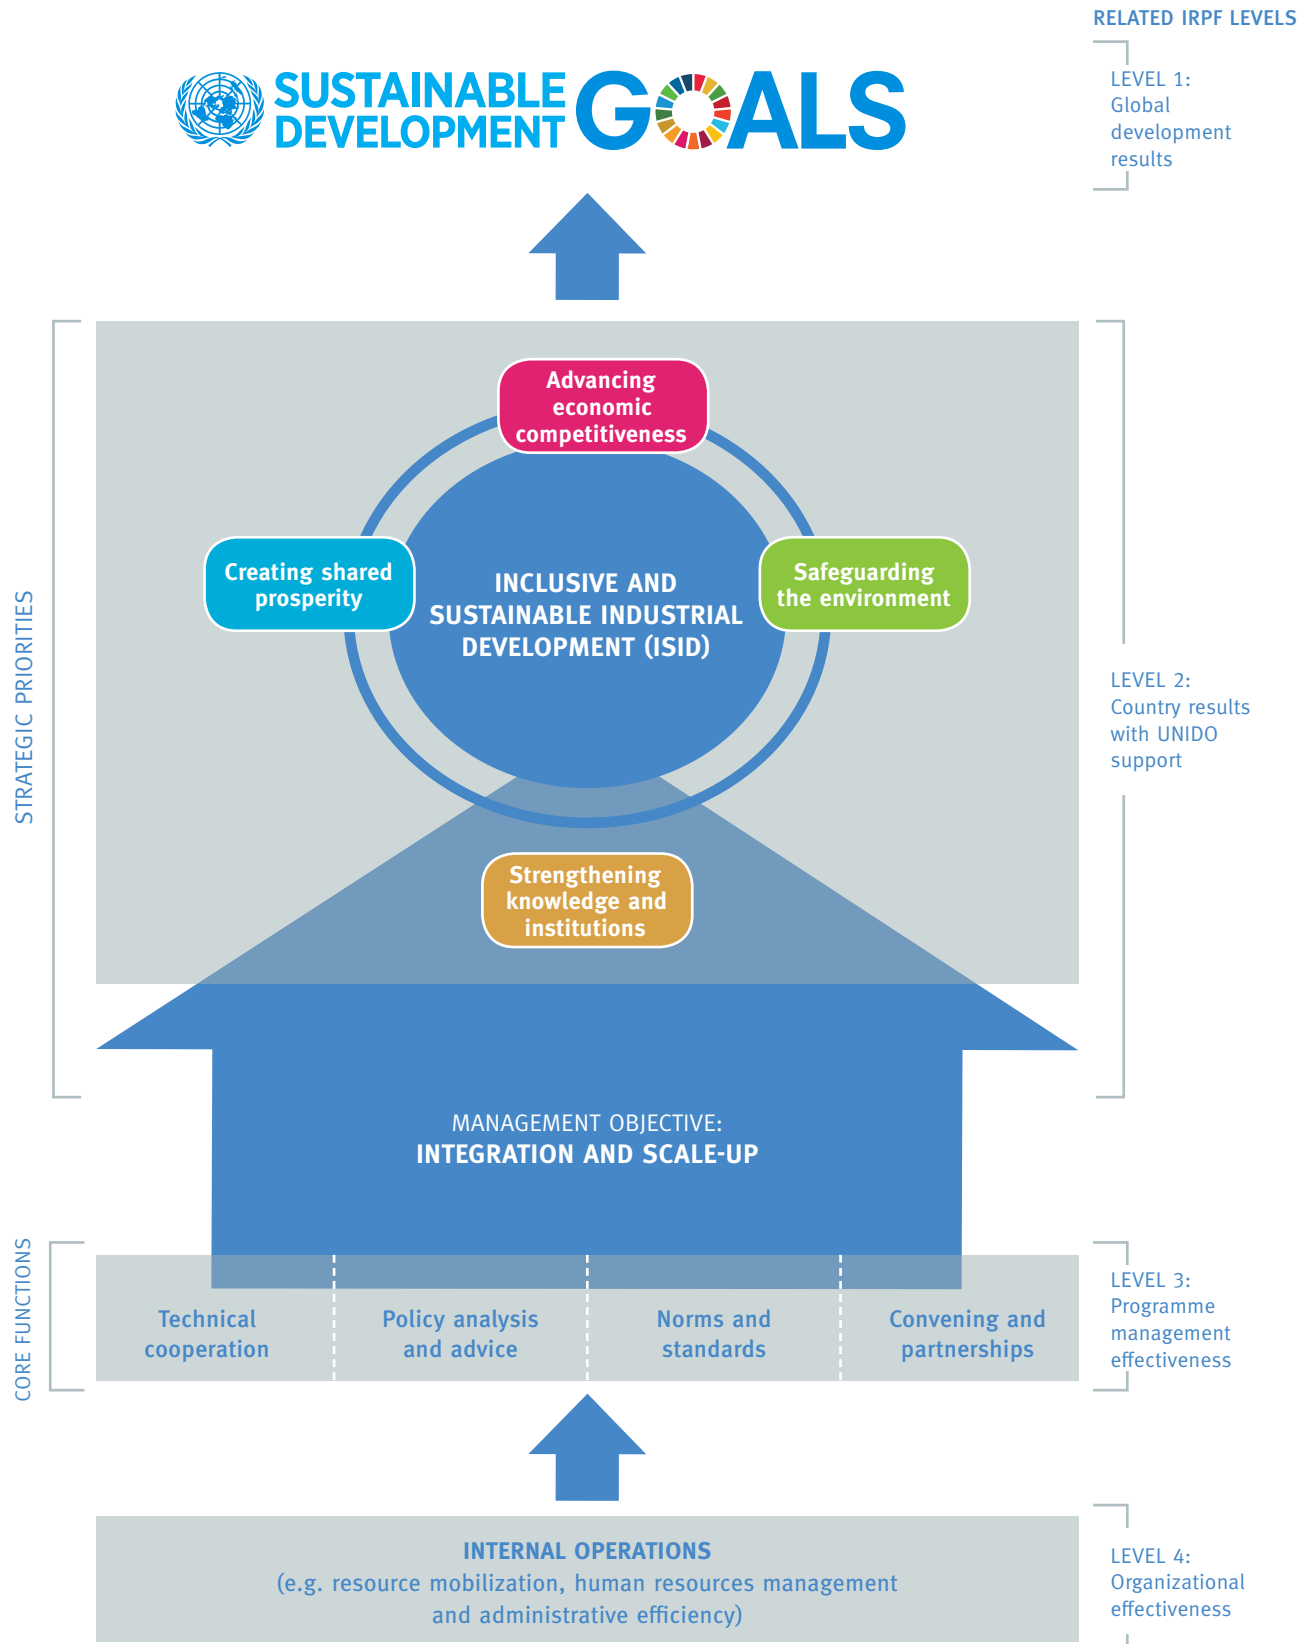 RELATED IRPF LEVELS
SUSTAINABLE
DEVELOPMENT
GOALS
LEVEL 1:
Global
development
results
STRATEGIC PRIORITIES
Advancing
economic
competitiveness
Creating shared
prosperity
INCLUSIVE AND
SUSTAINABLE INDUSTRIAL
DEVELOPMENT (ISID)
Safeguarding
the environment
Strengthening
knowledge and
institutions
LEVEL 2:
Country results
with UNIDO
support
MANAGEMENT OBJECTIVE:
INTEGRATION AND SCALE-UP
CORE FUNCTIONS
Technical
cooperation
Policy analysis
and advice
Norms and
standards
Convening and
partnerships
LEVEL 3:
Programme
management
effectiveness
INTERNAL OPERATIONS
(e.g. resource mobilization, human resources management
and administrative efficiency)
LEVEL 4:
Organizational
effectiveness